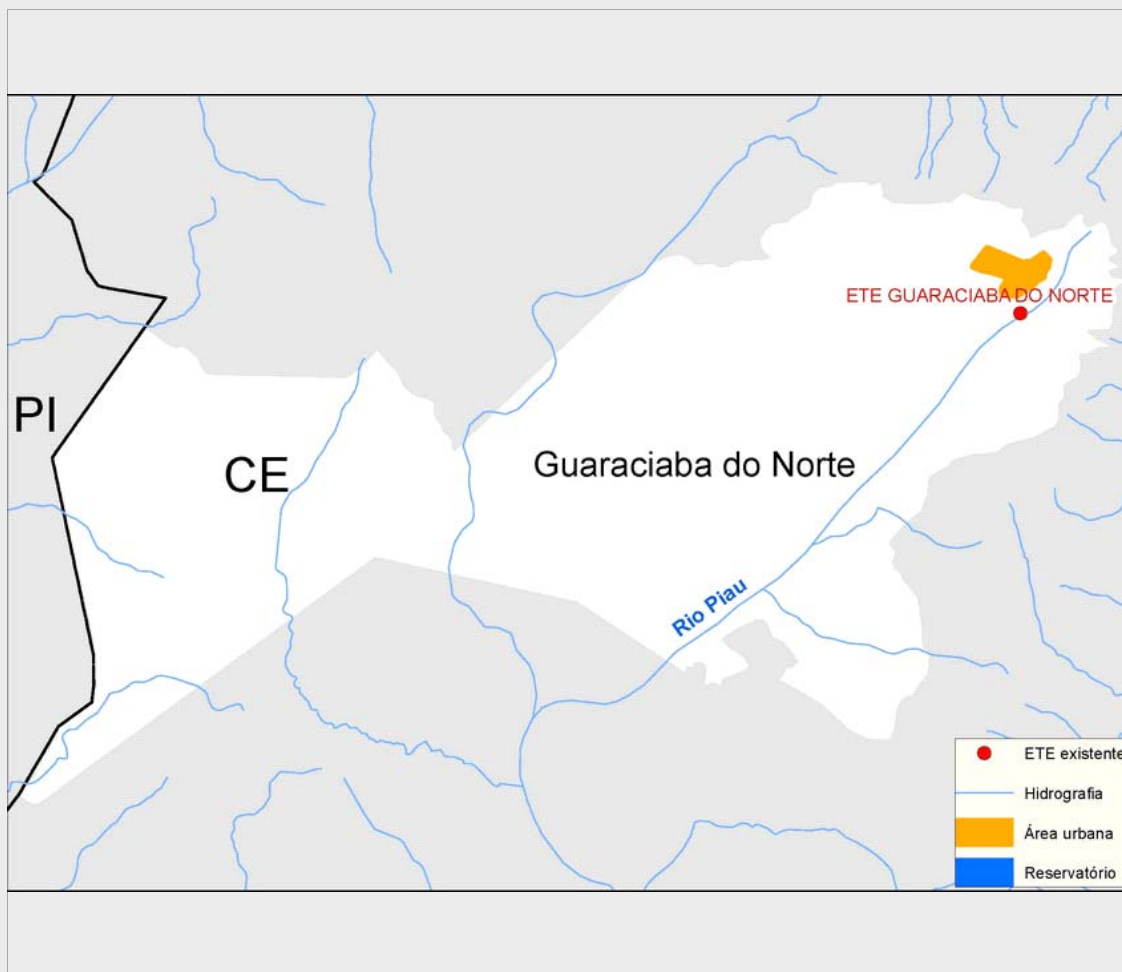 ETE GUARACIABA DO NORTE
PI
CE
Guaraciaba do Norte
Rio Piau
ETE existente
Hidrografia
Área urbana
Reservatório